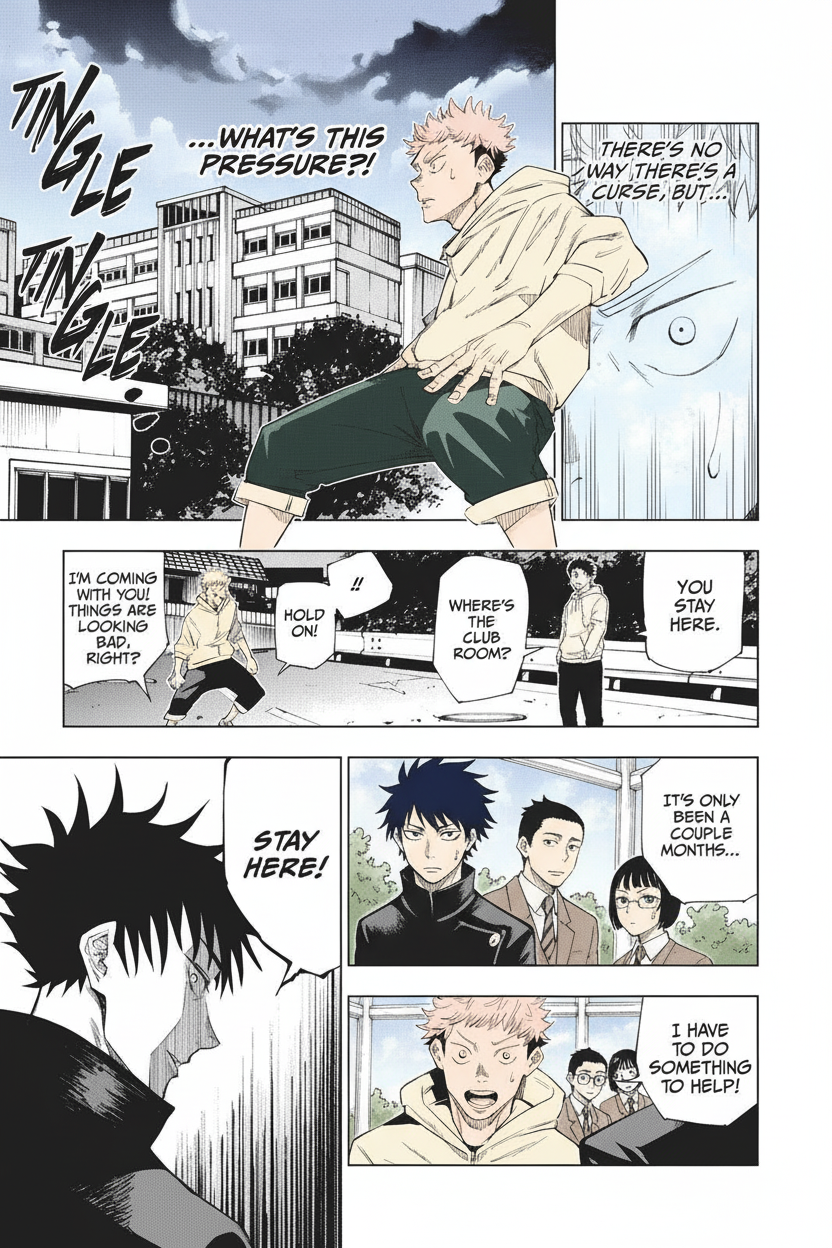 THERE'S NO
WAY THERE'S A
CURSE, BUT...
...WHAT'S THIS
PRESSURE?!
TINGLE
TINGLE
YOU
STAY
HERE.
WHERE'S
THE
CLUB
ROOM?
!!
HOLD
ON!
I'M COMING
WITH YOU!
THINGS ARE
LOOKING
BAD,
RIGHT?
IT'S ONLY
BEEN A
COUPLE
MONTHS...
I HAVE
TO DO
SOMETHING
TO HELP!
STAY
HERE!